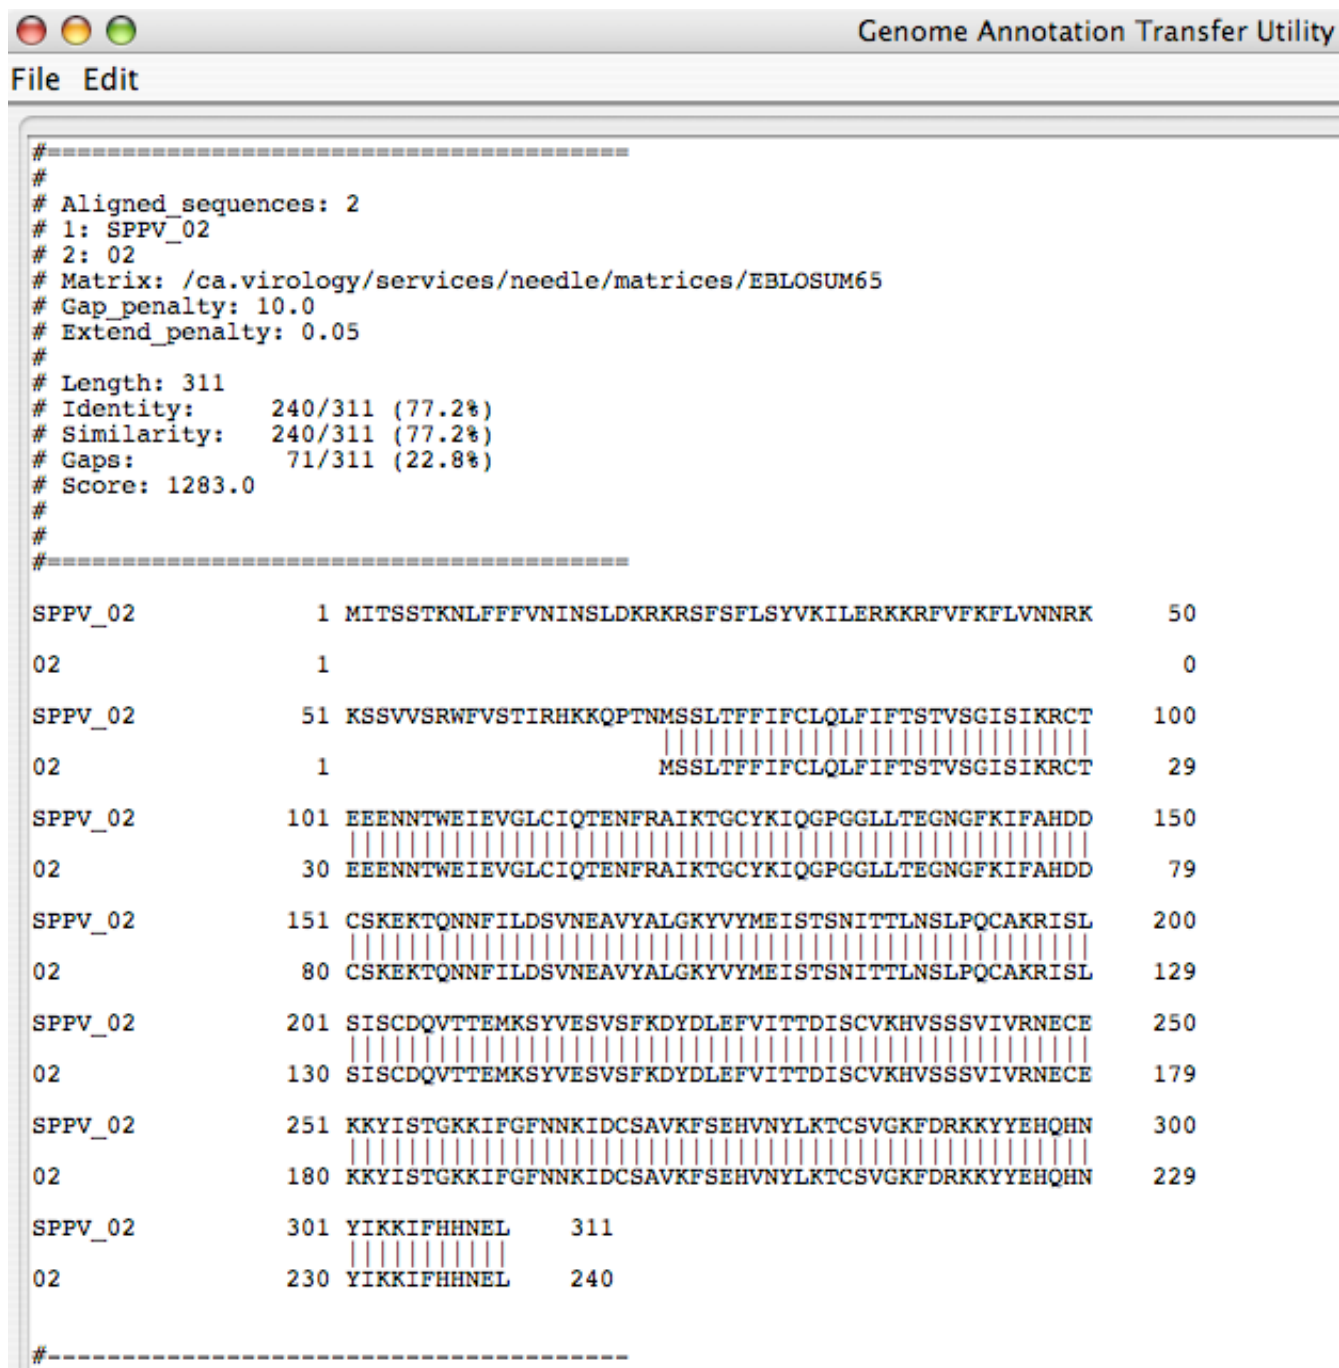 Genome Annotation Transfer Utility
File Edit
#=======================================
#
# Aligned_sequences: 2
# 1: SPPV_02
# 2: 02
# Matrix: /ca.virology/services/needle/matrices/EBLOSUM65
# Gap_penalty: 10.0
# Extend_penalty: 0.05
#
# Length: 311
# Identity: 240/311 (77.2%)
# Similarity: 240/311 (77.2%)
# Gaps: 71/311 (22.8%)
# Score: 1283.0
#
#
#=======================================
SPPV_02 1 MITSSTKNLFFFVNINSLDKRKRSFSFLSYVKILERKKRFVFKFLVNNRK 50
02 1 0
SPPV_02 51 KSSVVSRWFVSTIRHKKQPTNMSSLTFFIFCLQLFIFTSTVSGISIKRCT 100
|||||||||||||||||||||||||||||
02 1 MSSLTFFIFCLQLFIFTSTVSGISIKRCT 29
SPPV_02 101 EEENNTWEIEVGLCIQTENFRAIKTGCYKIQGPGGLLTEGNGFKIFAHDD 150
||||||||||||||||||||||||||||||||||||||||||||||||||
02 30 EEENNTWEIEVGLCIQTENFRAIKTGCYKIQGPGGLLTEGNGFKIFAHDD 79
SPPV_02 151 CSKEKTQNNFILDSVNEAVYALGKYVYMEISTSNITTLNSLPQCAKRISL 200
||||||||||||||||||||||||||||||||||||||||||||||||||
02 80 CSKEKTQNNFILDSVNEAVYALGKYVYMEISTSNITTLNSLPQCAKRISL 129
SPPV_02 201 SISCDQVTTEMKSYVESVSFKDYDLEFVITTDISCVKHVSSSVIVRNECE 250
||||||||||||||||||||||||||||||||||||||||||||||||||
02 130 SISCDQVTTEMKSYVESVSFKDYDLEFVITTDISCVKHVSSSVIVRNECE 179
SPPV_02 251 KKYISTGKKIFGFNNKIDCSAVKFSEHVNYLKTCSVGKFDRKKYYEHQHN 300
||||||||||||||||||||||||||||||||||||||||||||||||||
02 180 KKYISTGKKIFGFNNKIDCSAVKFSEHVNYLKTCSVGKFDRKKYYEHQHN 229
SPPV_02 301 YIKKIFHHNEL 311
|||||||||||
02 230 YIKKIFHHNEL 240
#---------------------------------------